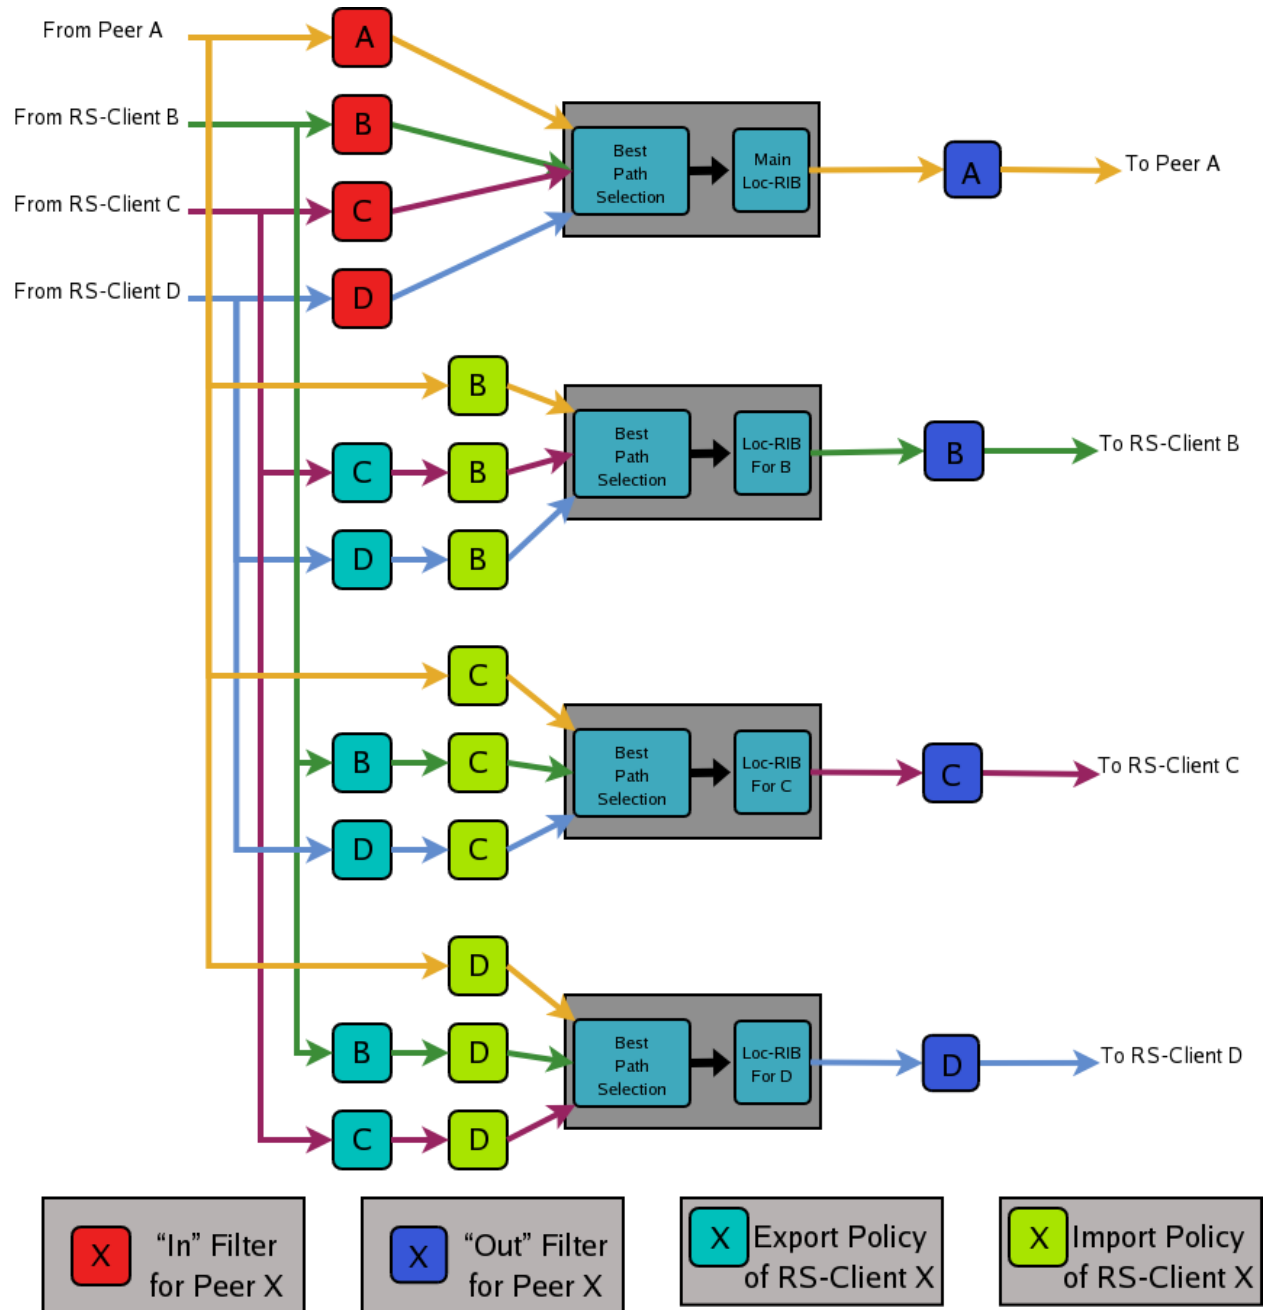 From Peer A
A
From RS-Client B
B
From RS-Client C
C
From RS-Client D
D
Best
Path
Selection
Main
Loc-RIB
A
To Peer A
B
C
B
D
B
Best
Path
Selection
Loc-RIB
For B
B
To RS-Client B
C
B
C
D
C
Best
Path
Selection
Loc-RIB
For C
C
To RS-Client C
D
B
D
C
D
Best
Path
Selection
Loc-RIB
For D
D
To RS-Client D
X
“In” Filter
for Peer X
X
“Out” Filter
for Peer X
X
Export Policy
of RS-Client X
X
Import Policy
of RS-Client X